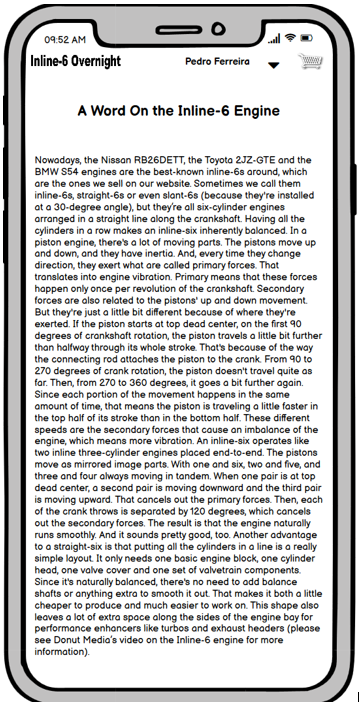 09:52 AM
Inline-6 Overnight
Pedro Ferreira
A Word On the Inline-6 Engine
Nowadays, the Nissan RB26DETT, the Toyota 2JZ-GTE and the
BMW S54 engines are the best-known inline-6s around, which
are the ones we sell on our website. Sometimes we call them
inline-6s, straight-6s or even slant-6s (because they're installed
at a 30-degree angle), but they're all six-cylinder engines
arranged in a straight line along the crankshaft. Having all the
cylinders in a row makes an inline-six inherently balanced. In a
piston engine, there's a lot of moving parts. The pistons move up
and down, and they have inertia. And, every time they change
direction, they exert what are called primary forces. That
translates into engine vibration. Primary means that these forces
happen only once per revolution of the crankshaft. Secondary
forces are also related to the pistons' up and down movement.
But they're just a little bit different because of where they're
exerted. If the piston starts at top dead center, on the first 90
degrees of crankshaft rotation, the piston travels a little bit further
than halfway through its whole stroke. That's because of the way
the connecting rod attaches the piston to the crank. From 90 to
270 degrees of crank rotation, the piston doesn't travel quite as
far. Then, from 270 to 360 degrees, it goes a bit further again.
Since each portion of the movement happens in the same
amount of time, that means the piston is traveling a little faster in
the top half of its stroke than in the bottom half. These different
speeds are the secondary forces that cause an imbalance of the
engine, which means more vibration. An inline-six operates like
two inline three-cylinder engines placed end-to-end. The pistons
move as mirrored image parts. With one and six, two and five, and
three and four always moving in tandem. When one pair is at top
dead center, a second pair is moving downward and the third pair
is moving upward. That cancels out the primary forces. Then, each
of the crank throws is separated by 120 degrees, which cancels
out the secondary forces. The result is that the engine naturally
runs smoothly. And it sounds pretty good, too. Another advantage
to a straight-six is that putting all the cylinders in a line is a really
simple layout. It only needs one basic engine block, one cylinder
head, one valve cover and one set of valvetrain components.
Since it's naturally balanced, there's no need to add balance
shafts or anything extra to smooth it out. That makes it both a little
cheaper to produce and much easier to work on. This shape also
leaves a lot of extra space along the sides of the engine bay for
performance enhancers like turbos and exhaust headers (please
see Donut Media's video on the Inline-6 engine for more
information).